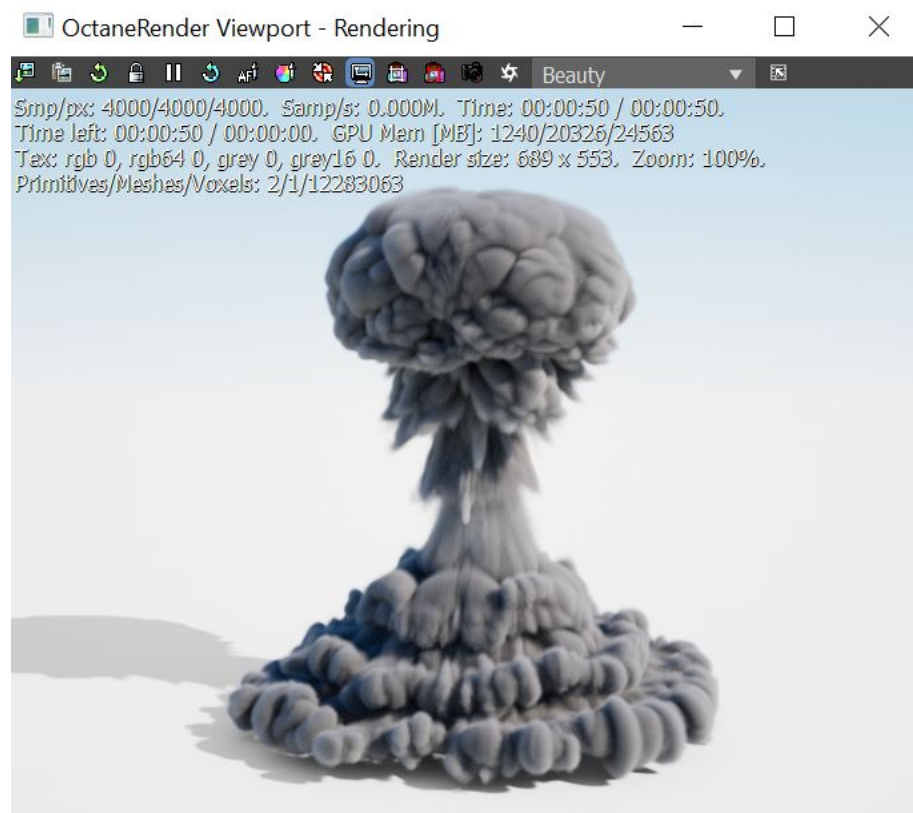 OctaneRender Viewport - Rendering
AF
Beauty
Smp/px: 4000/4000/4000. Samp/s: 0.000M. Time: 00:00:50 / 00:00:50.
Time left: 00:00:50 / 00:00:00. GPU Mem [MB]: 1240/20326/24563
Tex: rgb 0, rgb64 0, grey 0, grey16 0. Render size: 689 x 553. Zoom: 100%.
Primitives/Meshes/Voxels: 2/1/12283063